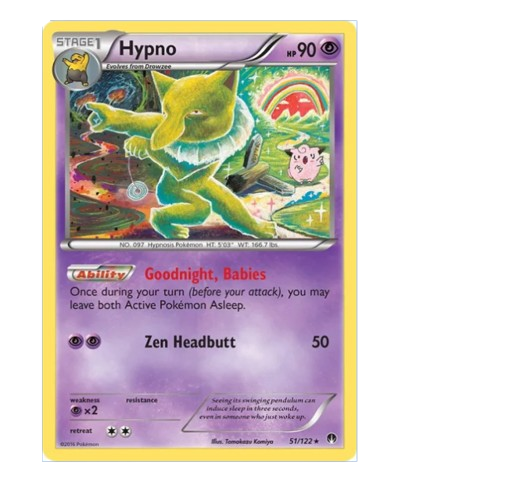 STAGE1
Hypno
HP 90
Evolves from Drowzee
NO. 097 Hypnosis Pokémon HT: 5'03" WT: 166.7 lbs.
Ability Goodnight, Babies
Once during your turn (before your attack), you may
leave both Active Pokémon Asleep.
Zen Headbutt 50
weakness resistance
×2
Seeing its swinging pendulum can
induce sleep in three seconds,
even in someone who just woke up.
retreat
©2016 Pokémon
Illus. Tomokazu Komiya
51/122 ★